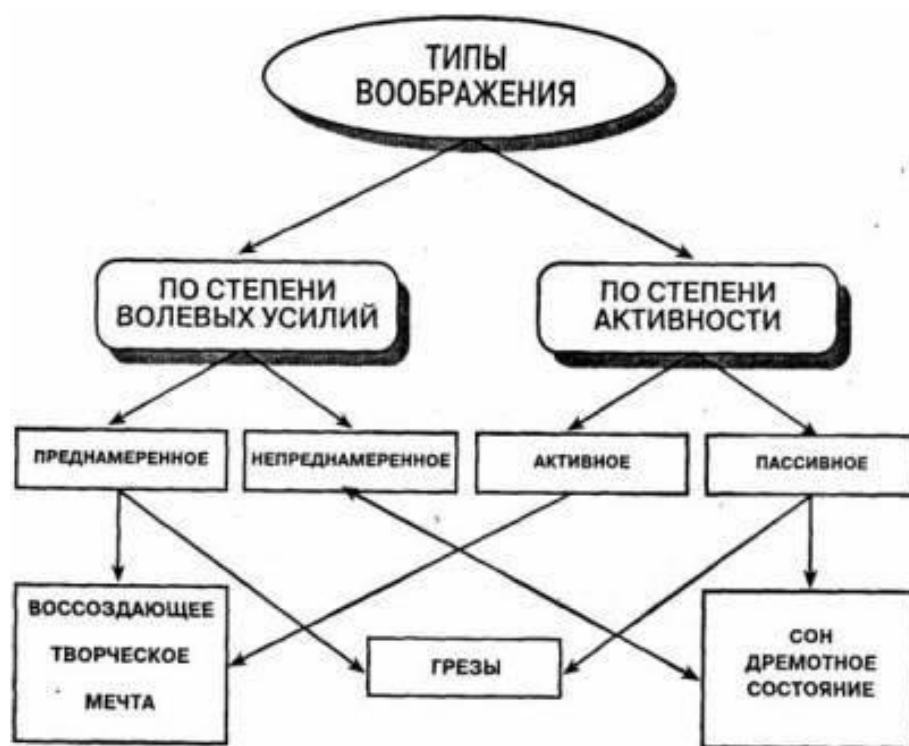 ТИПЫ
ВООБРАЖЕНИЯ
ПО СТЕПЕНИ
ВОЛЕВЫХ УСИЛИЙ
ПО СТЕПЕНИ
АКТИВНОСТИ
ПРЕДНАМЕРЕННОЕ
НЕПРЕДНАМЕРЕННОЕ
АКТИВНОЕ
ПАССИВНОЕ
ВОССОЗДАЮЩЕЕ
ТВОРЧЕСКОЕ
МЕЧТА
ГРЕЗЫ
СОН
ДРЕМОТНОЕ
СОСТОЯНИЕ